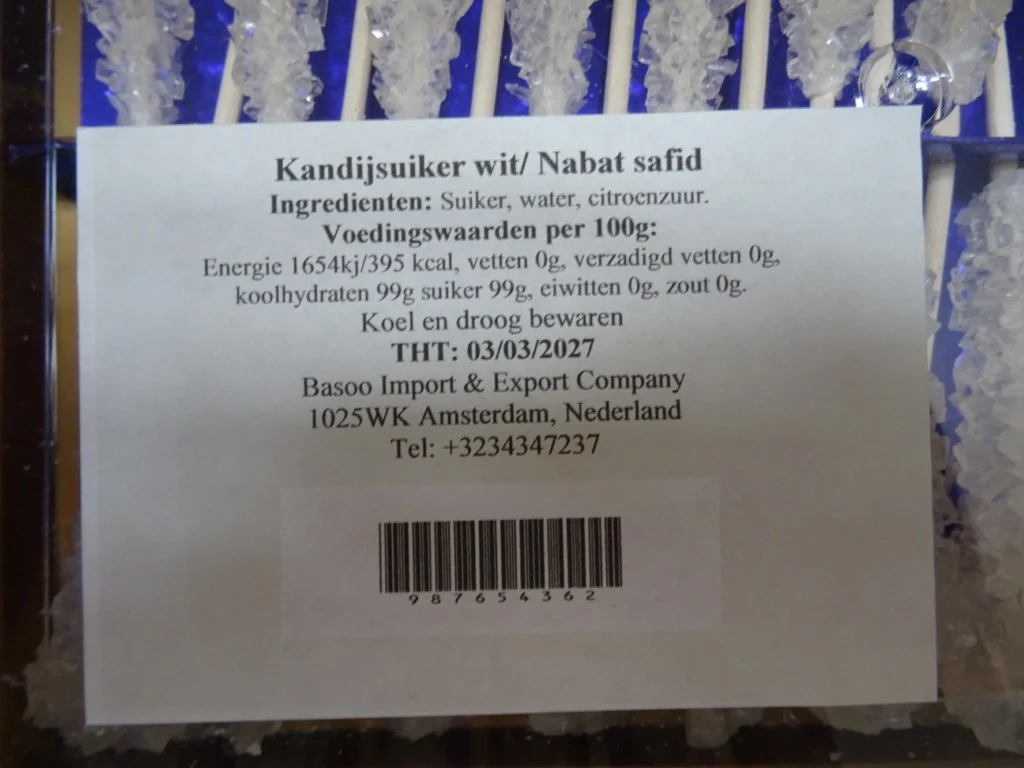 Kandijsuiker wit/ Nabat safid
Ingredienten: Suiker, water, citroenzuur.
Voedingswaarden per 100g:
Energie 1654kj/395 kcal, vetten 0g, verzadigd vetten 0g,
koolhydraten 99g suiker 99g, eiwitten 0g, zout 0g.
Koel en droog bewaren
THT: 03/03/2027
Basoo Import & Export Company
1025WK Amsterdam, Nederland
Tel: +3234347237
987654362